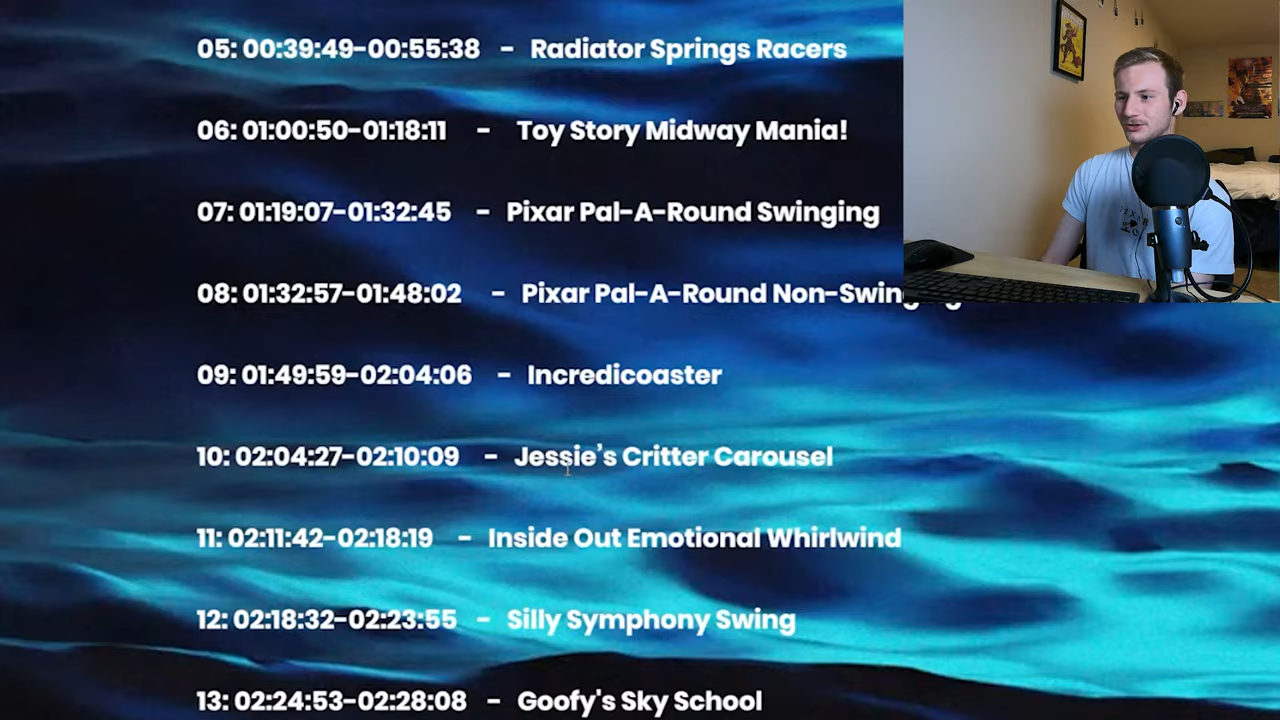 05: 00:39:49-00:55:38 - Radiator Springs Racers
06: 01:00:50-01:18:11 - Toy Story Midway Mania!
07: 01:19:07-01:32:45 - Pixar Pal-A-Round Swinging
08: 01:32:57-01:48:02 - Pixar Pal-A-Round Non-Swinging
09: 01:49:59-02:04:06 - Incredicoaster
10: 02:04:27-02:10:09 - Jessie's Critter Carousel
11: 02:11:42-02:18:19 - Inside Out Emotional Whirlwind
12: 02:18:32-02:23:55 - Silly Symphony Swing
13: 02:24:53-02:28:08 - Goofy's Sky School